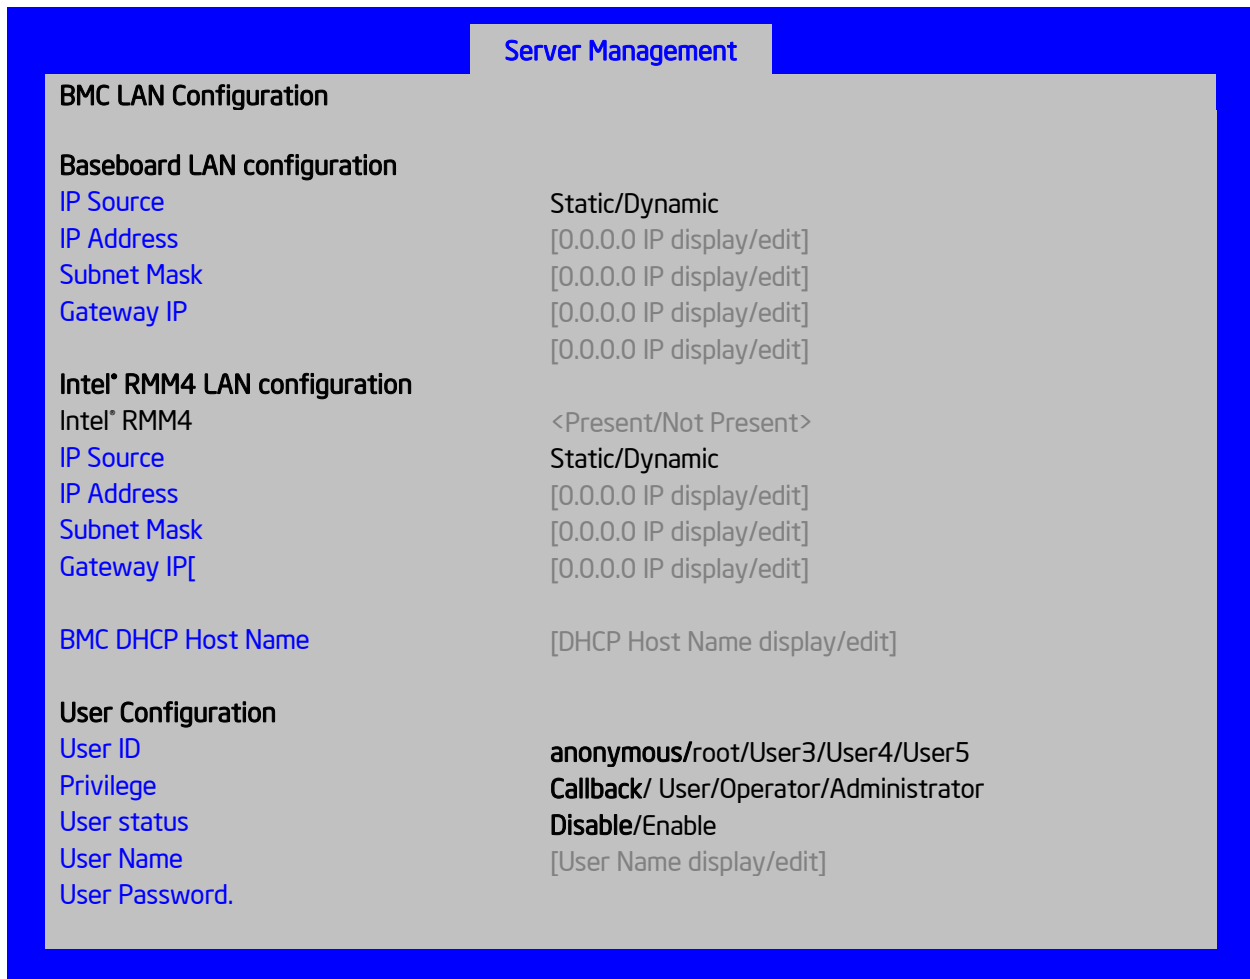 Server Management
BMC LAN Configuration
Baseboard LAN configuration
IP Source Static/Dynamic
IP Address [0.0.0.0 IP display/edit]
Subnet Mask [0.0.0.0 IP display/edit]
Gateway IP [0.0.0.0 IP display/edit]
[0.0.0.0 IP display/edit]
Intel® RMM4 LAN configuration
Intel® RMM4 <Present/Not Present>
IP Source Static/Dynamic
IP Address [0.0.0.0 IP display/edit]
Subnet Mask [0.0.0.0 IP display/edit]
Gateway IP[ [0.0.0.0 IP display/edit]
BMC DHCP Host Name [DHCP Host Name display/edit]
User Configuration
User ID anonymous/root/User3/User4/User5
Privilege Callback/ User/Operator/Administrator
User status Disable/Enable
User Name [User Name display/edit]
User Password.